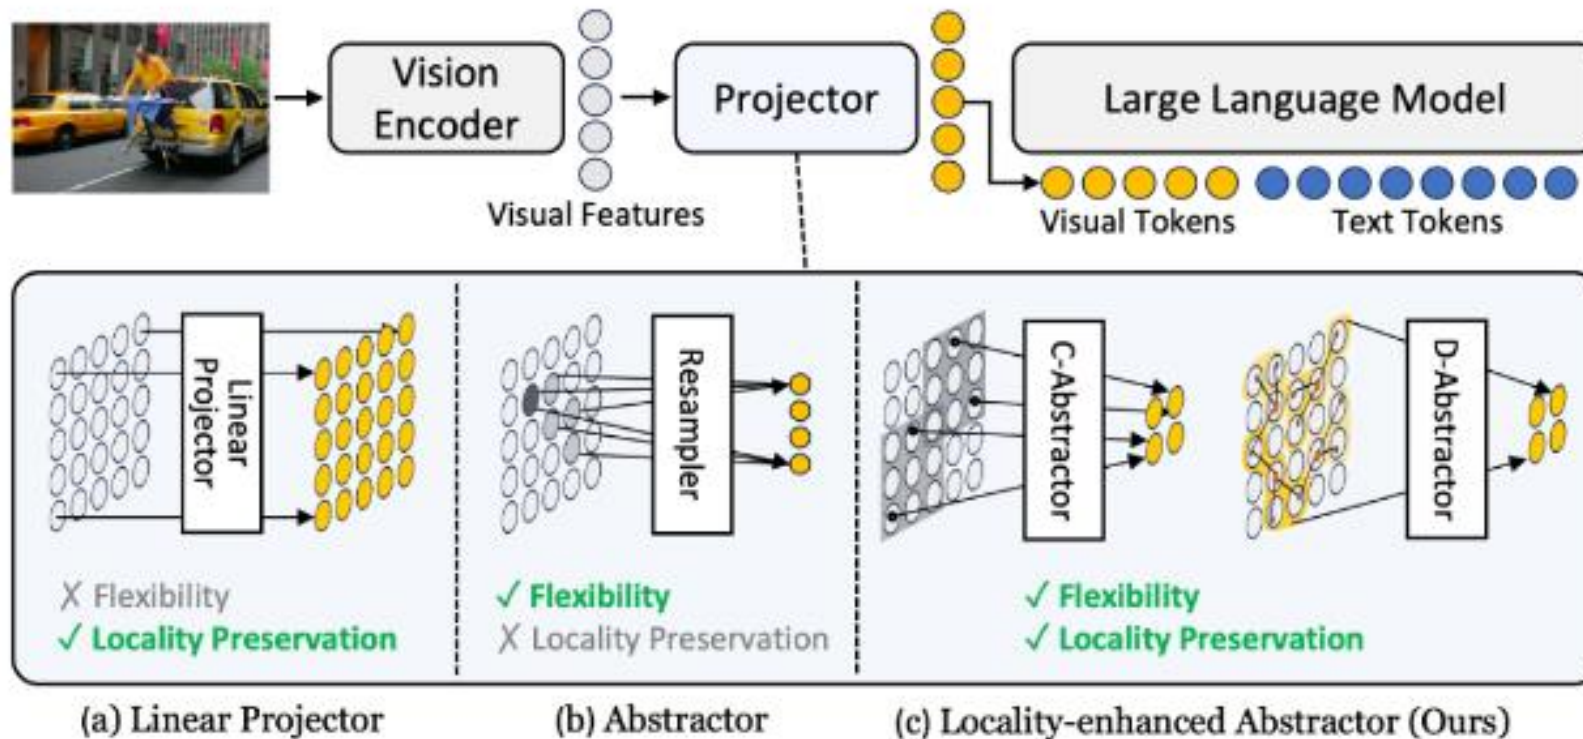 Vision
Encoder
Projector
Large Language Model
Visual Features
Visual Tokens
Text Tokens
Linear
Projector
Resampler
C-Abstractor
D-Abstractor
✗ Flexibility
✓ Locality Preservation
✓ Flexibility
✗ Locality Preservation
✓ Flexibility
✓ Locality Preservation
(a) Linear Projector
(b) Abstractor
(c) Locality-enhanced Abstractor (Ours)